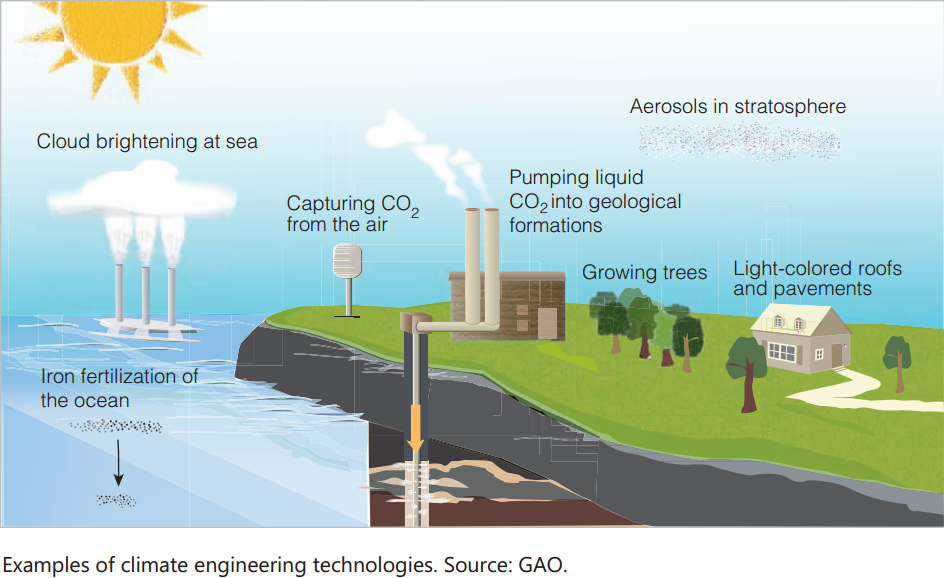 Aerosols in stratosphere
Cloud brightening at sea
Pumping liquid
CO2 into geological
formations
Capturing CO2
from the air
Growing trees
Light-colored roofs
and pavements
Iron fertilization of
the ocean
Examples of climate engineering technologies. Source: GAO.